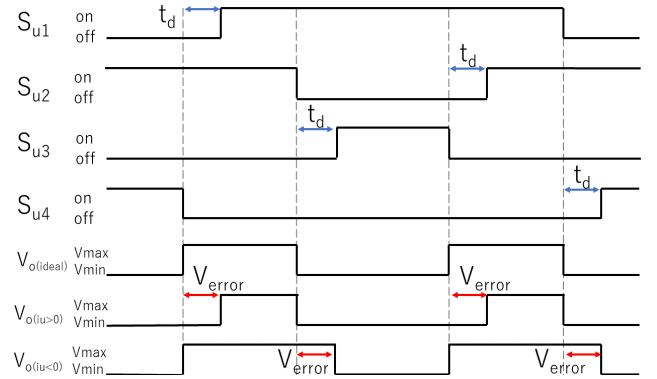 td
Su1 on
off
td
Su2 on
off
td
Su3 on
off
td
Su4 on
off
Vo(ideal) Vmax
Vmin
Verror Verror
Vo(iu>0) Vmax
Vmin
Vo(iu<0) Vmax
Vmin
Verror Verror